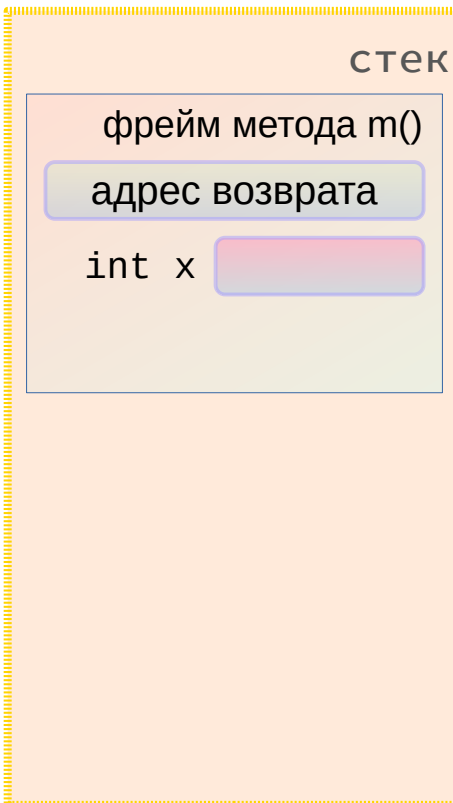 стек
фрейм метода m()
адрес возврата
int x